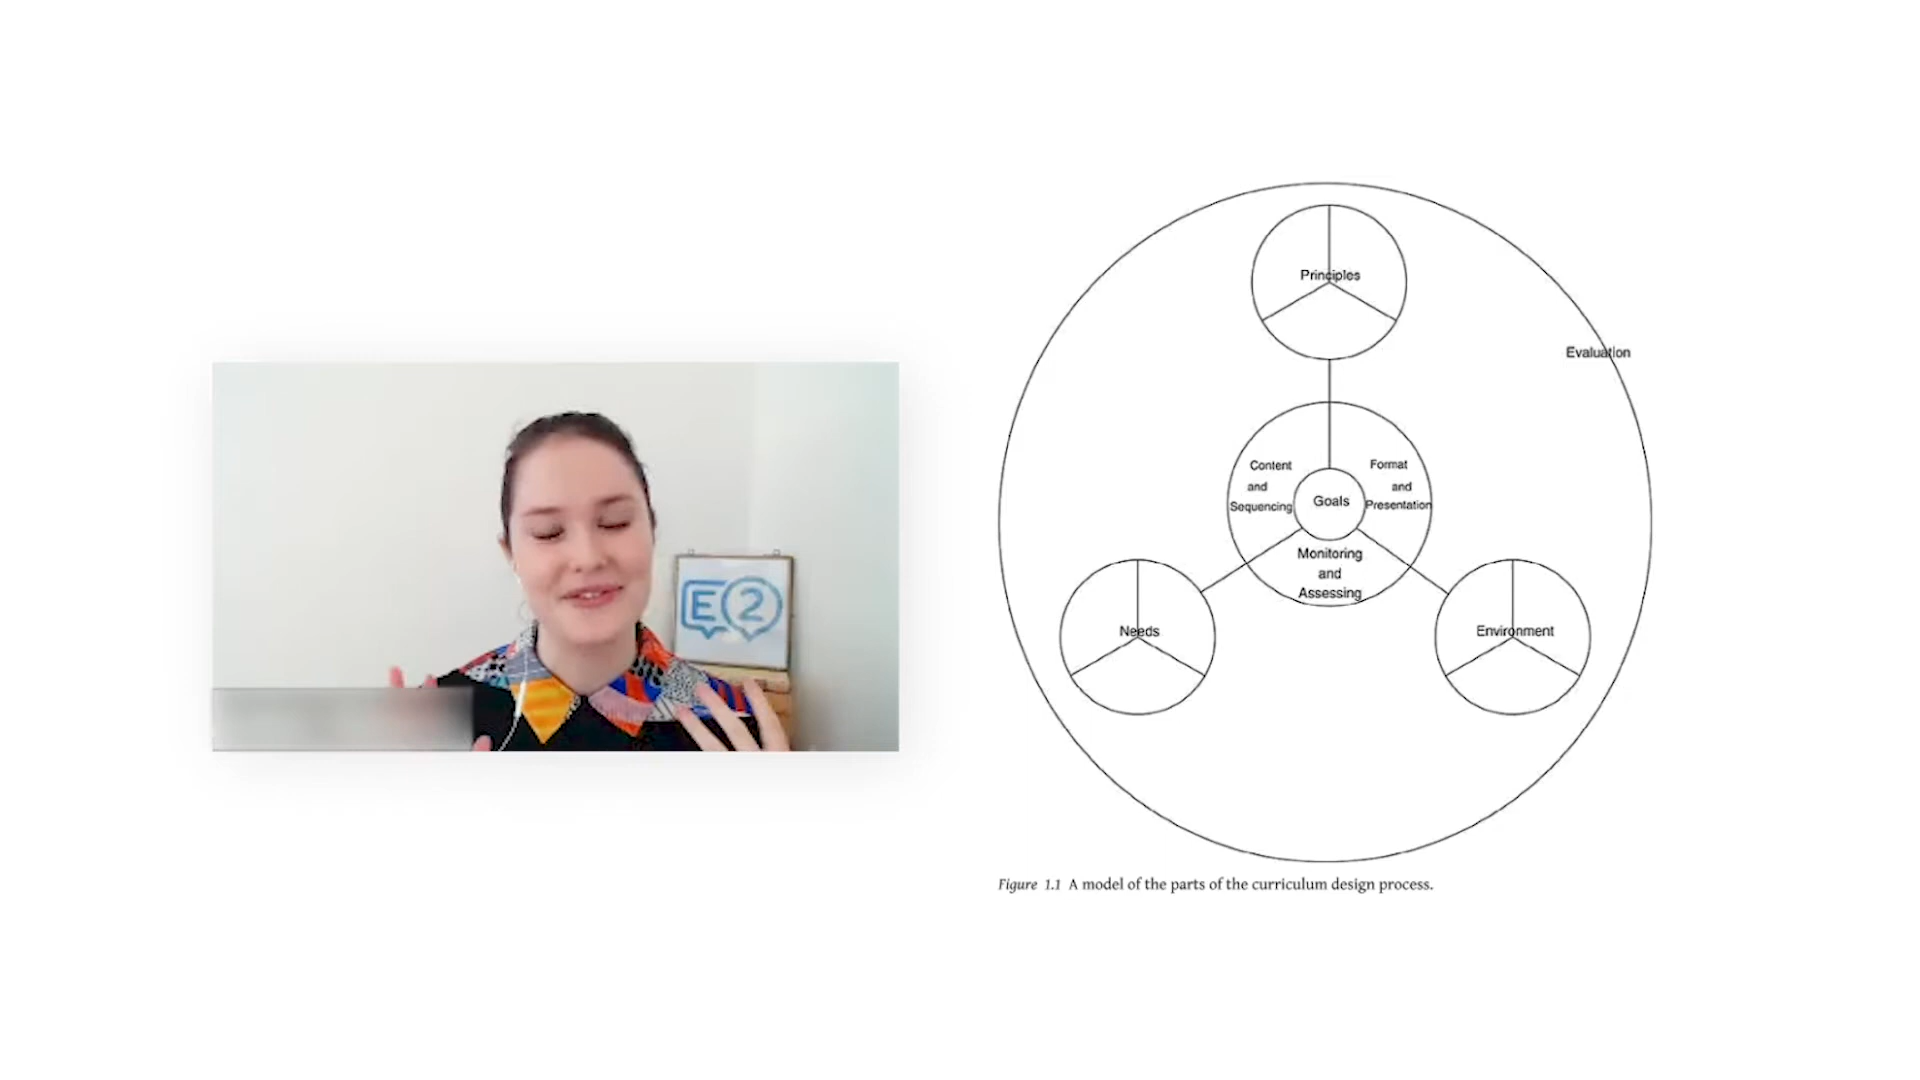 E2
Principles
Evaluation
Content
and
Sequencing
Goals
Format
and
Presentation
Monitoring
and
Assessing
Needs
Environment
Figure 1.1 A model of the parts of the curriculum design process.